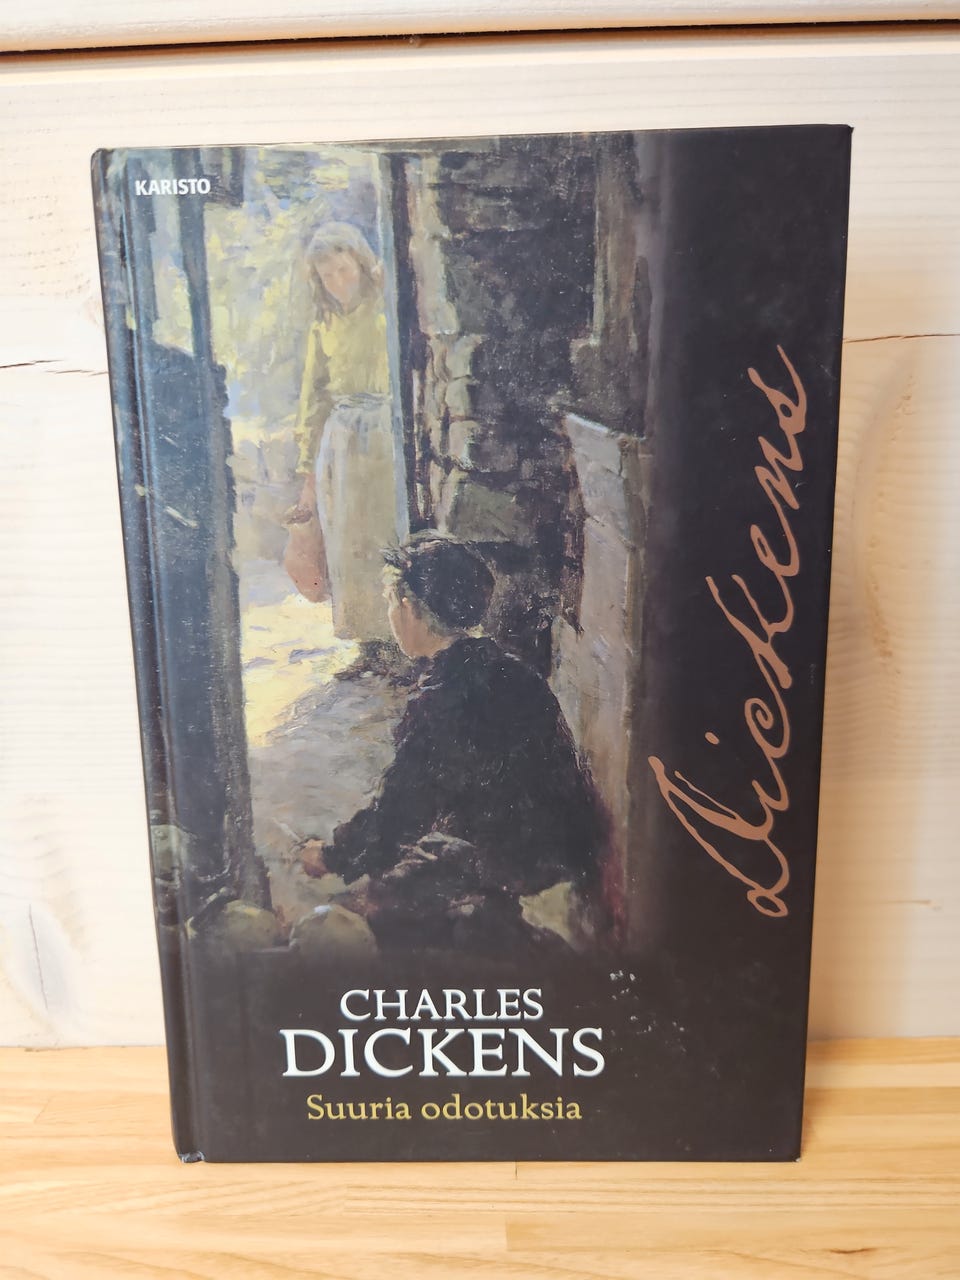 KARISTO
Dickens
CHARLES
DICKENS
Suuria odotuksia